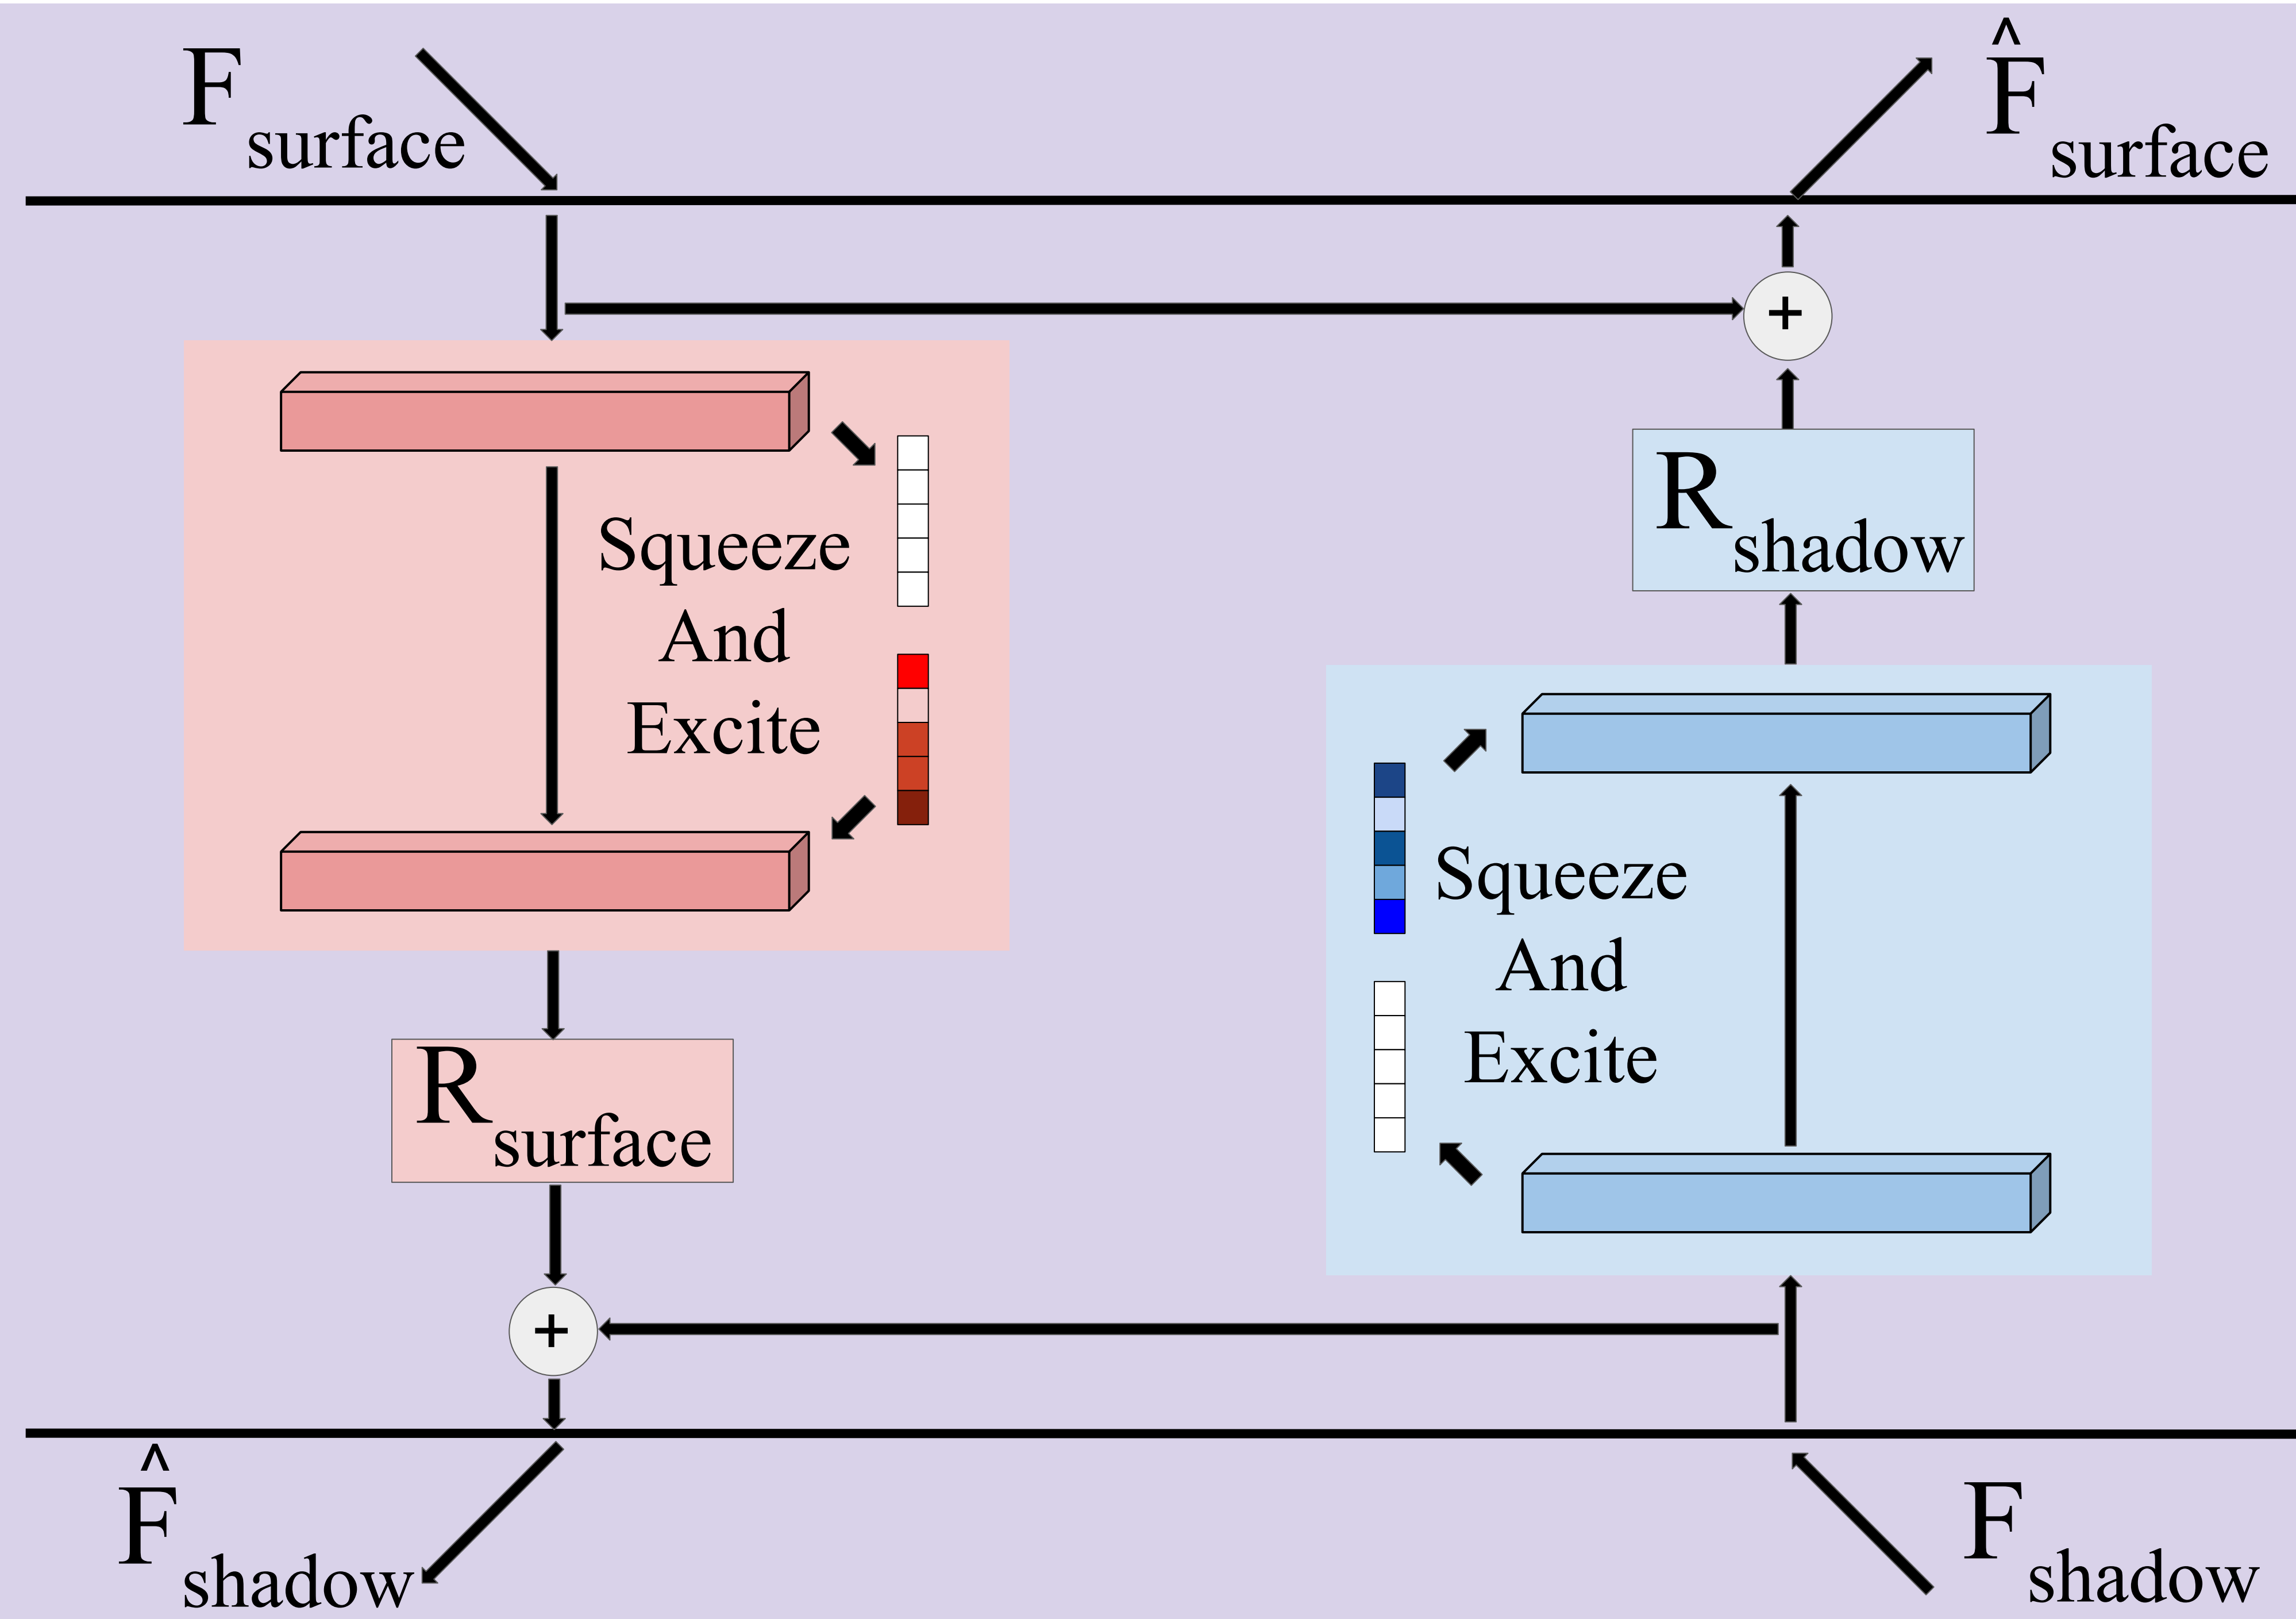 F surface
F̂ surface
+
Squeeze
And
Excite
R shadow
Squeeze
And
Excite
R surface
+
F̂ shadow
F shadow